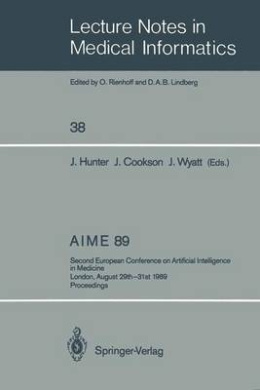 Lecture Notes in
Medical Informatics
Edited by O. Rienhoff and D.A.B. Lindberg
38
J. Hunter J. Cookson J. Wyatt (Eds.)
AIME 89
Second European Conference on Artificial Intelligence
in Medicine
London, August 29th–31st 1989
Proceedings
Springer-Verlag